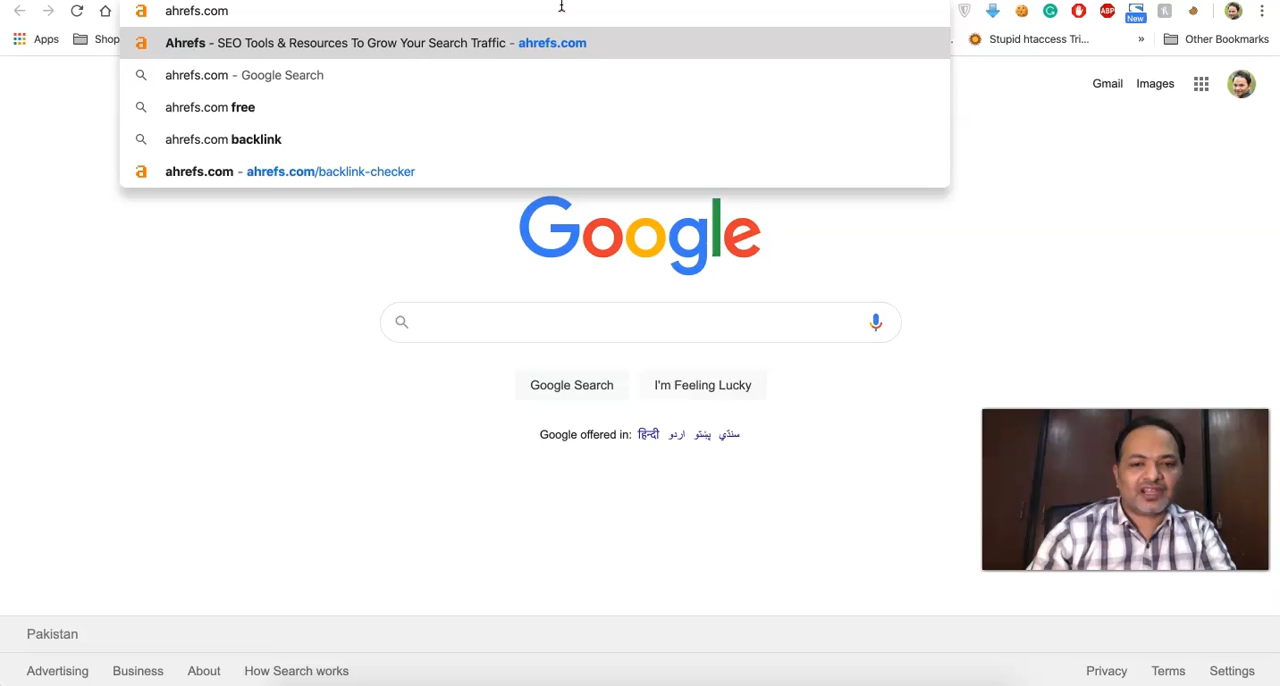 ahrefs.com
Ahrefs - SEO Tools & Resources To Grow Your Search Traffic - ahrefs.com
ahrefs.com - Google Search
ahrefs.com free
ahrefs.com backlink
ahrefs.com - ahrefs.com/backlink-checker
ABP
New
Apps
Shop
Stupid htaccess Tri...
»
Other Bookmarks
Gmail Images
Google
Google Search I'm Feeling Lucky
Google offered in: हिन्दी اردو پښتو سنڌي
Pakistan
Advertising Business About How Search works
Privacy Terms Settings